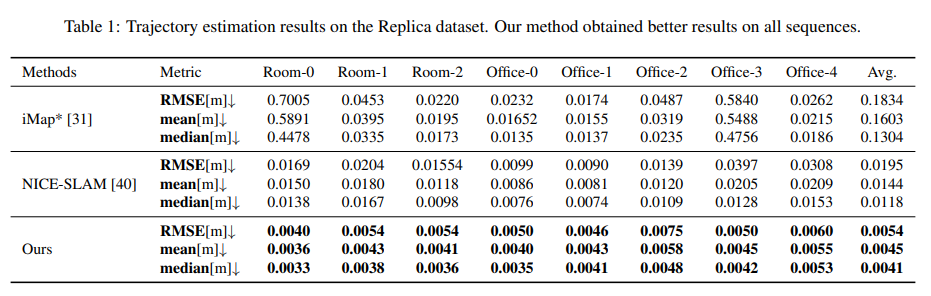 Table 1: Trajectory estimation results on the Replica dataset. Our method obtained better results on all sequences.
Methods Metric Room-0 Room-1 Room-2 Office-0 Office-1 Office-2 Office-3 Office-4 Avg.
RMSE[m]↓ 0.7005 0.0453 0.0220 0.0232 0.0174 0.0487 0.5840 0.0262 0.1834
iMap* [31] mean[m]↓ 0.5891 0.0395 0.0195 0.01652 0.0155 0.0319 0.5488 0.0215 0.1603
median[m]↓ 0.4478 0.0335 0.0173 0.0135 0.0137 0.0235 0.4756 0.0186 0.1304
RMSE[m]↓ 0.0169 0.0204 0.01554 0.0099 0.0090 0.0139 0.0397 0.0308 0.0195
NICE-SLAM [40] mean[m]↓ 0.0150 0.0180 0.0118 0.0086 0.0081 0.0120 0.0205 0.0209 0.0144
median[m]↓ 0.0138 0.0167 0.0098 0.0076 0.0074 0.0109 0.0128 0.0153 0.0118
RMSE[m]↓ 0.0040 0.0054 0.0054 0.0050 0.0046 0.0075 0.0050 0.0060 0.0054
Ours mean[m]↓ 0.0036 0.0043 0.0041 0.0040 0.0043 0.0058 0.0045 0.0055 0.0045
median[m]↓ 0.0033 0.0038 0.0036 0.0035 0.0041 0.0048 0.0042 0.0053 0.0041